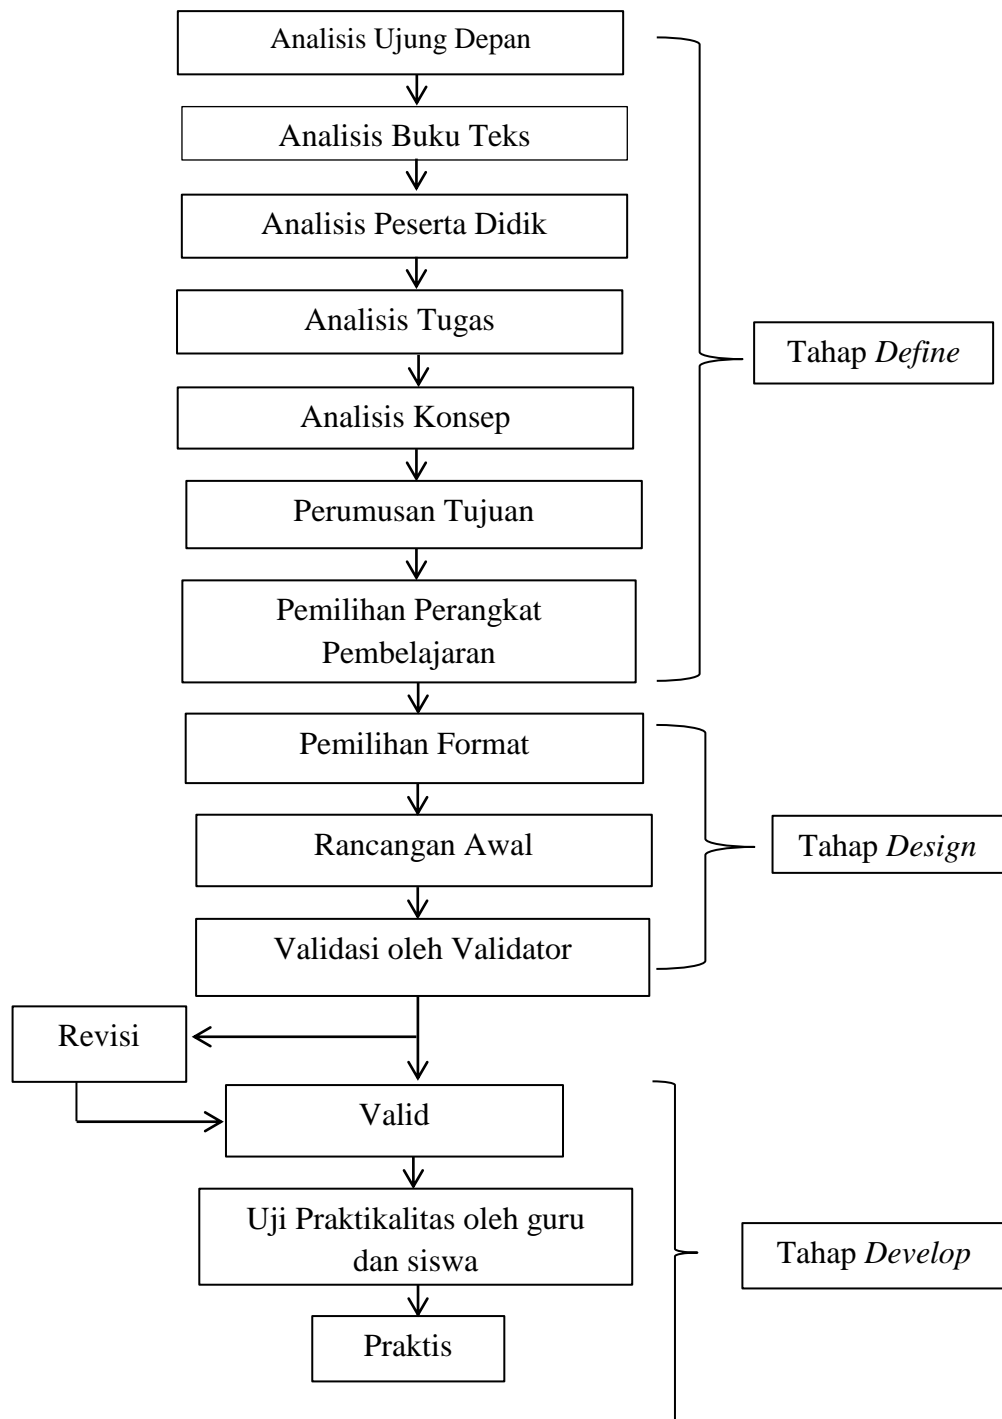 Analisis Ujung Depan
Analisis Buku Teks
Analisis Peserta Didik
Analisis Tugas
Tahap Define
Analisis Konsep
Perumusan Tujuan
Pemilihan Perangkat
Pembelajaran
Pemilihan Format
Rancangan Awal
Tahap Design
Validasi oleh Validator
Revisi
Valid
Uji Praktikalitas oleh guru
dan siswa
Tahap Develop
Praktis